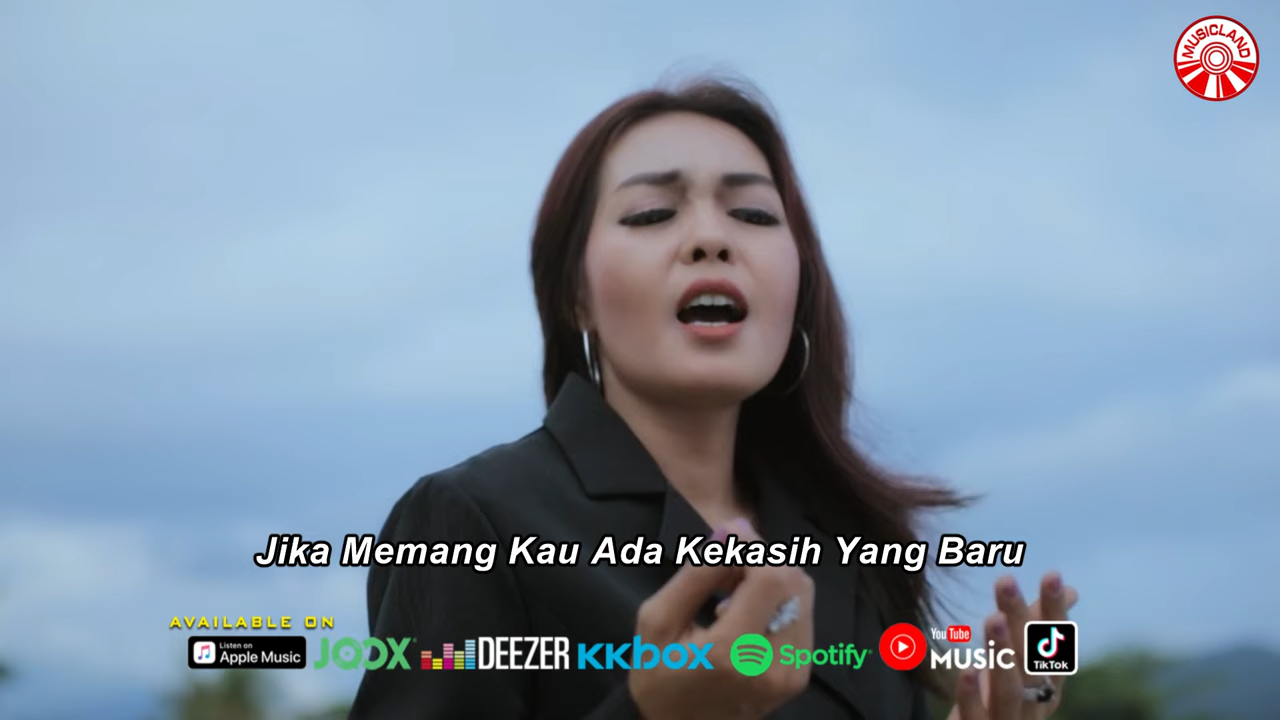 MUSICLAND
Jika Memang Kau Ada Kekasih Yang Baru
AVAILABLE ON
Listen on
Apple Music
JOOX
DEEZER
KKBOX
Spotify
YouTube
MUSIC
TikTok